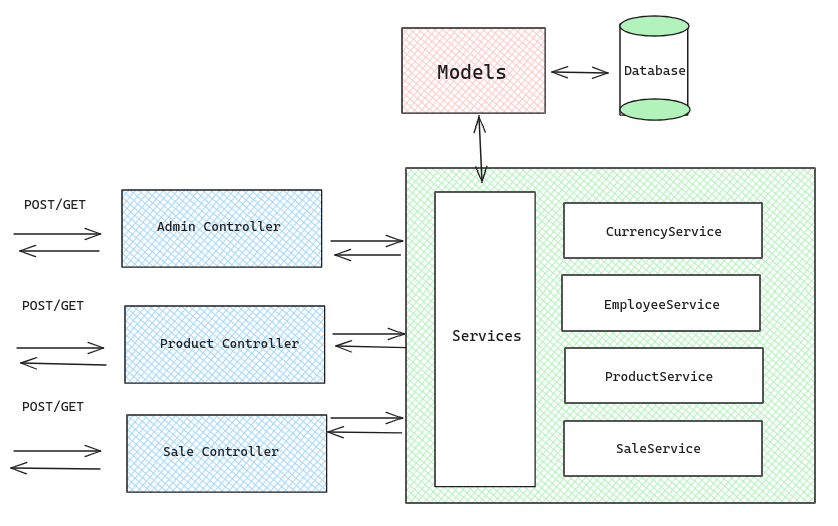 Models
Database
POST/GET
Admin Controller
CurrencyService
POST/GET
EmployeeService
Product Controller
Services
ProductService
POST/GET
Sale Controller
SaleService